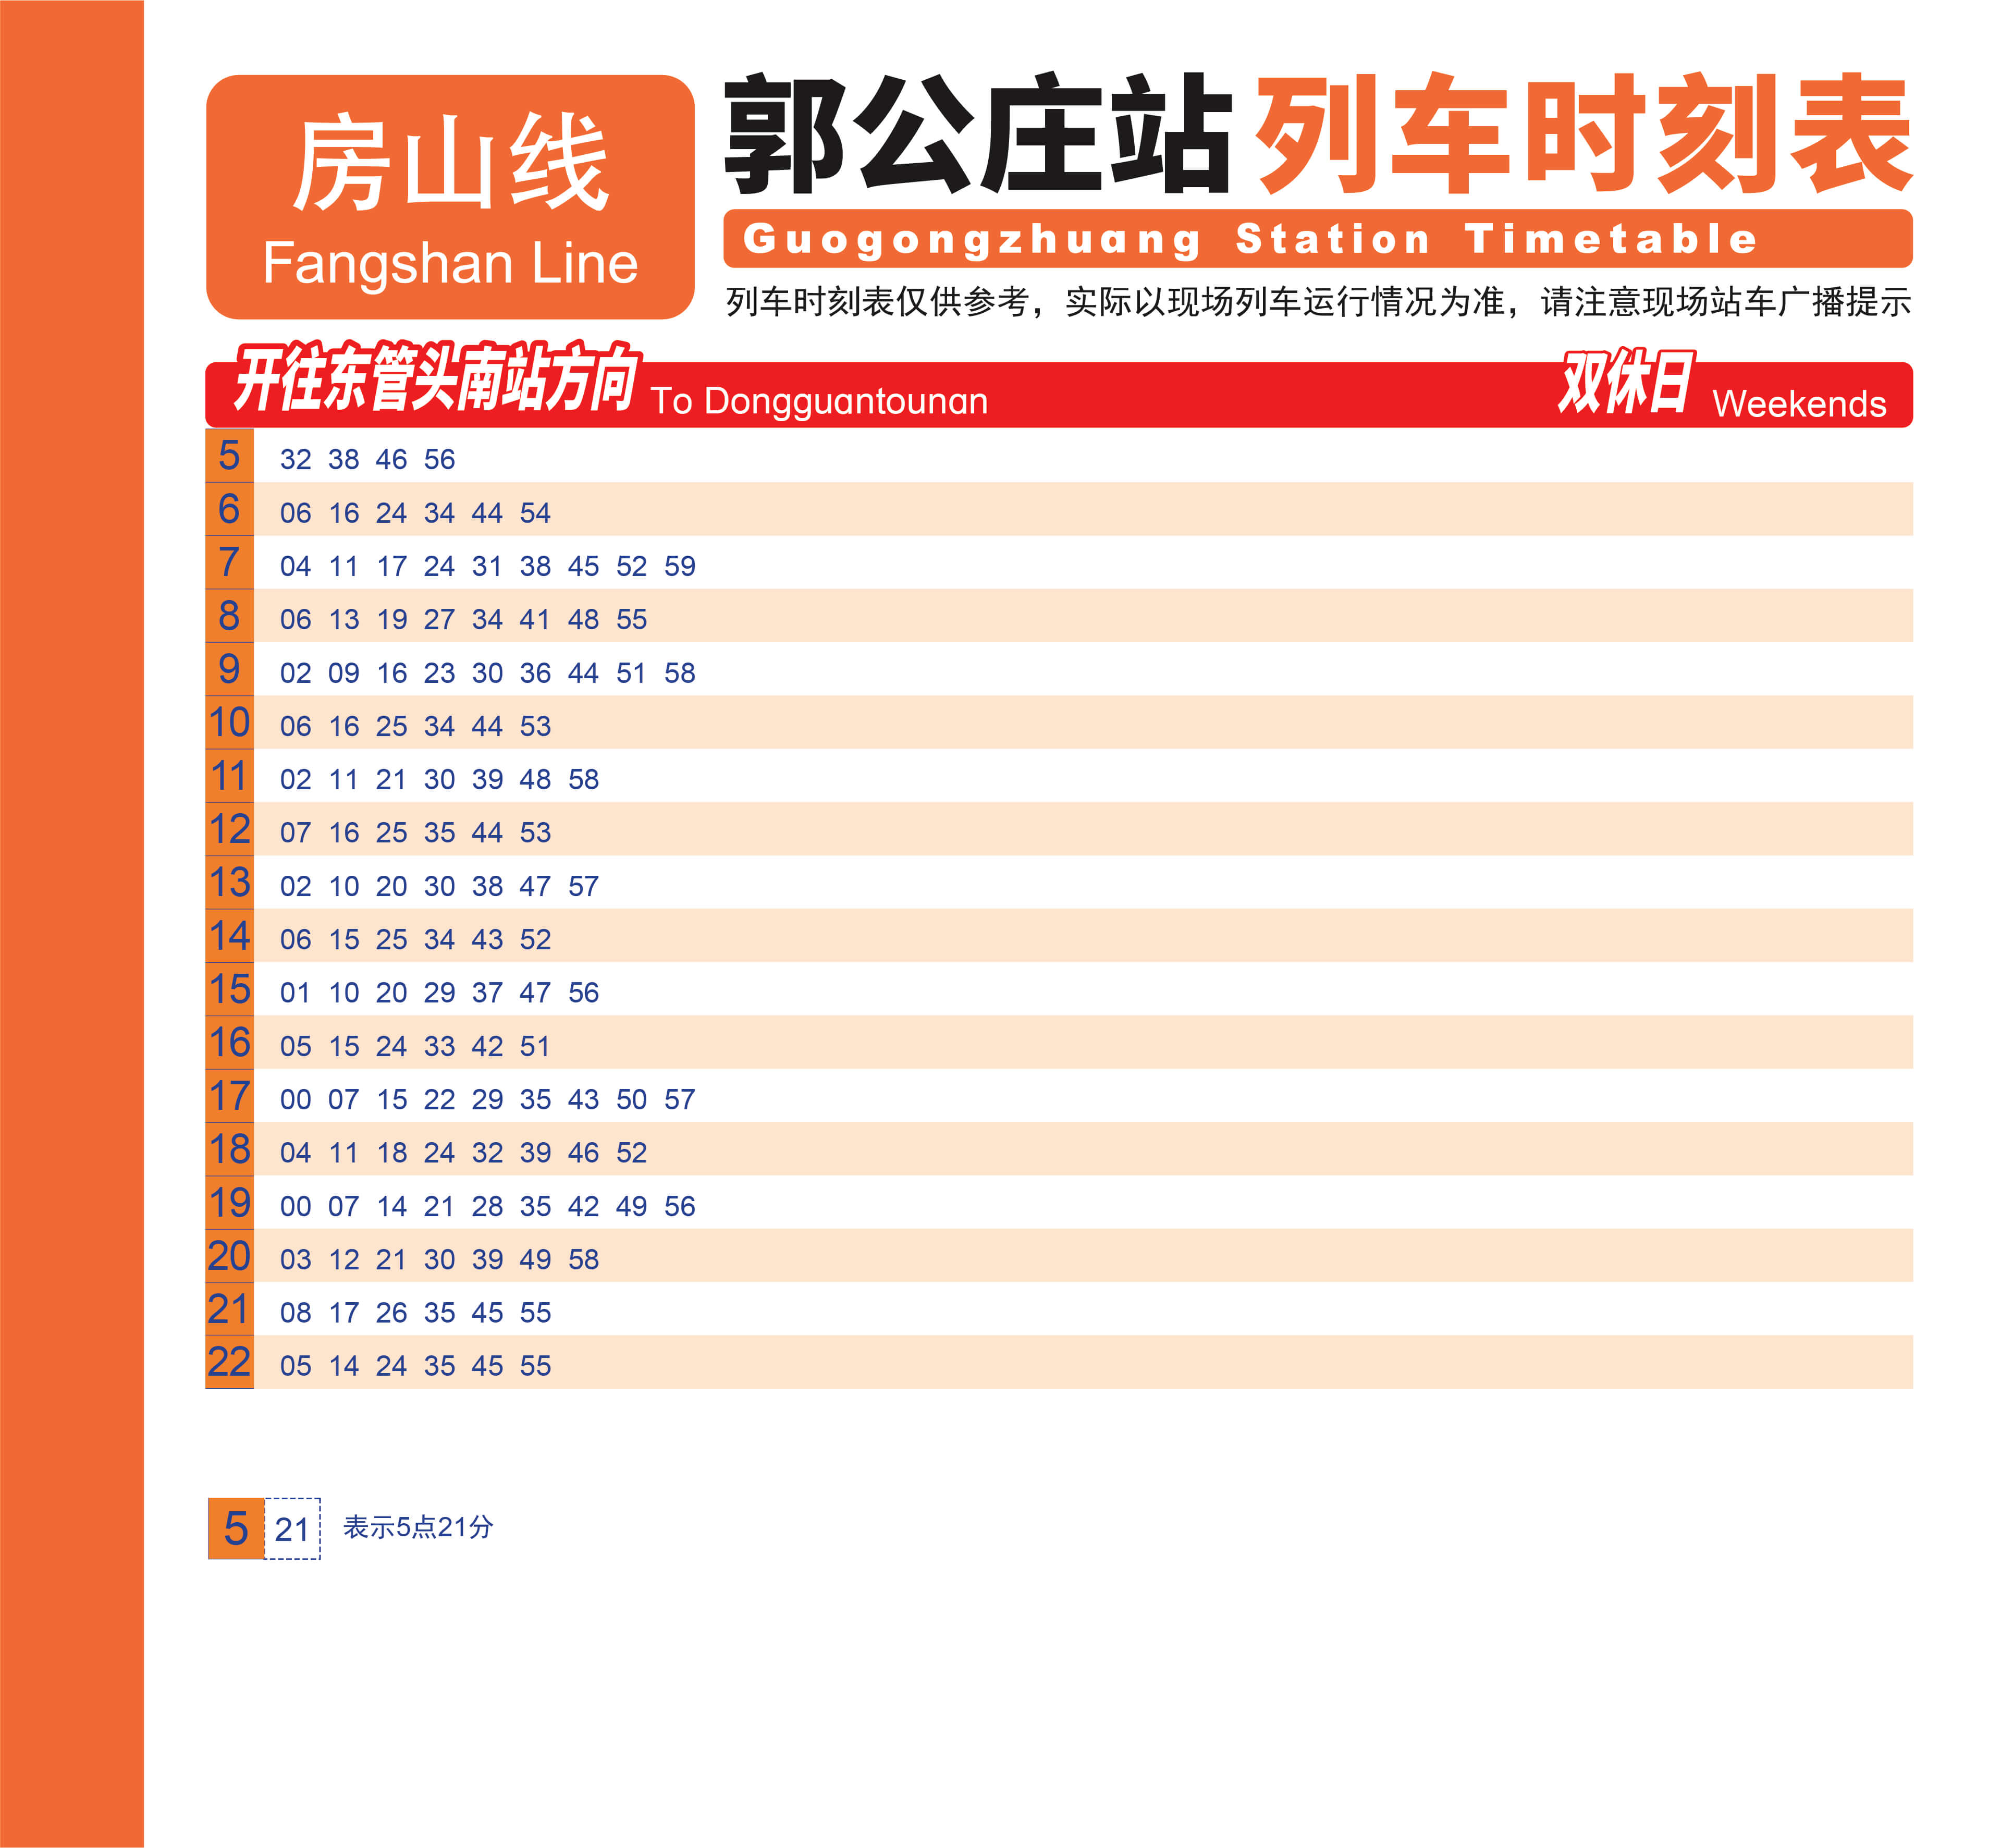 房山线
Fangshan Line
郭公庄站 列车时刻表
Guogongzhuang Station Timetable
列车时刻表仅供参考，实际以现场列车运行情况为准，请注意现场站车广播提示
开往东管头南站方向 To Dongguantounan 双休日 Weekends
5 32 38 46 56
6 06 16 24 34 44 54
7 04 11 17 24 31 38 45 52 59
8 06 13 19 27 34 41 48 55
9 02 09 16 23 30 36 44 51 58
10 06 16 25 34 44 53
11 02 11 21 30 39 48 58
12 07 16 25 35 44 53
13 02 10 20 30 38 47 57
14 06 15 25 34 43 52
15 01 10 20 29 37 47 56
16 05 15 24 33 42 51
17 00 07 15 22 29 35 43 50 57
18 04 11 18 24 32 39 46 52
19 00 07 14 21 28 35 42 49 56
20 03 12 21 30 39 49 58
21 08 17 26 35 45 55
22 05 14 24 35 45 55
5 21 表示5点21分